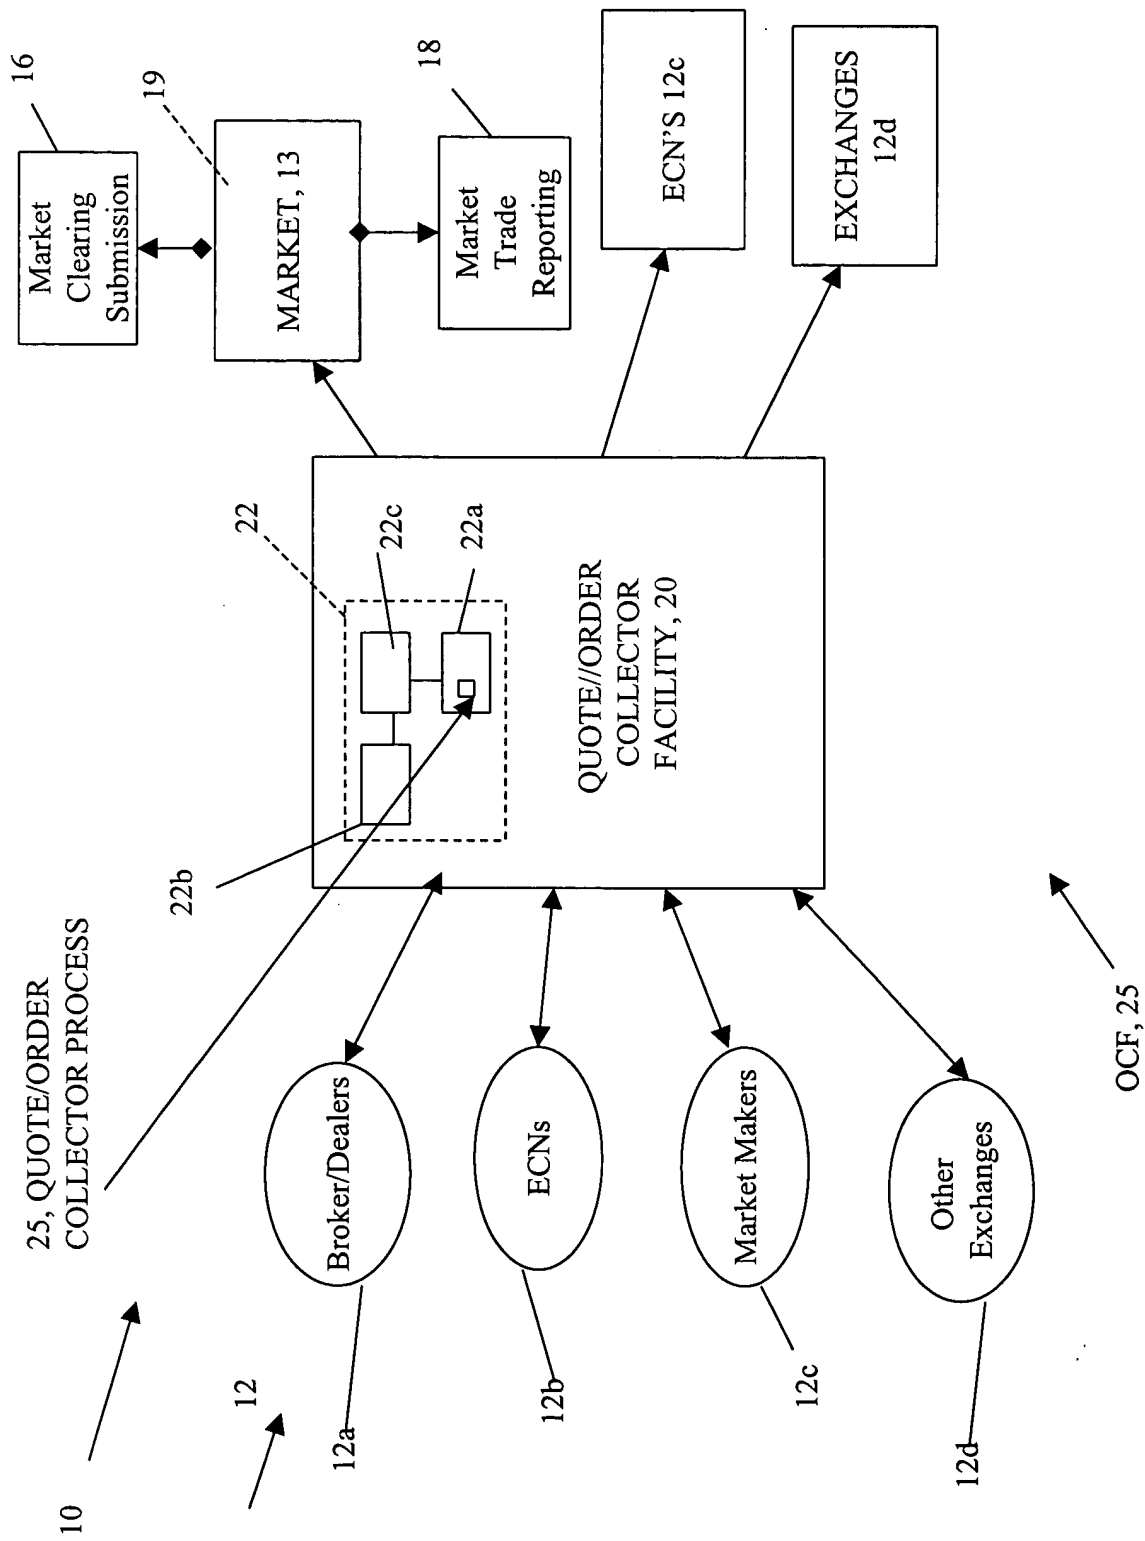 10
12
25, QUOTE/ORDER
COLLECTOR PROCESS
Broker/Dealers
12a
ECNs
12b
Market Makers
12c
Other
Exchanges
12d
22b
22
22c
22a
QUOTE//ORDER
COLLECTOR
FACILITY, 20
OCF, 25
16
Market
Clearing
Submission
19
MARKET, 13
18
Market
Trade
Reporting
ECN'S 12c
EXCHANGES
12d